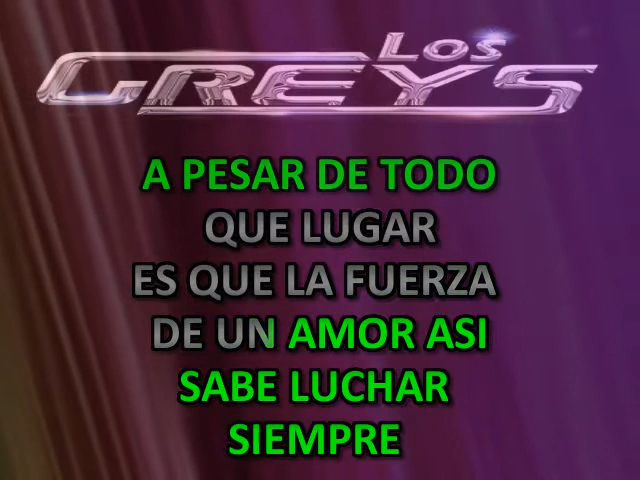 LOS
GREYS
A PESAR DE TODO
QUE LUGAR
ES QUE LA FUERZA
DE UN AMOR ASI
SABE LUCHAR
SIEMPRE